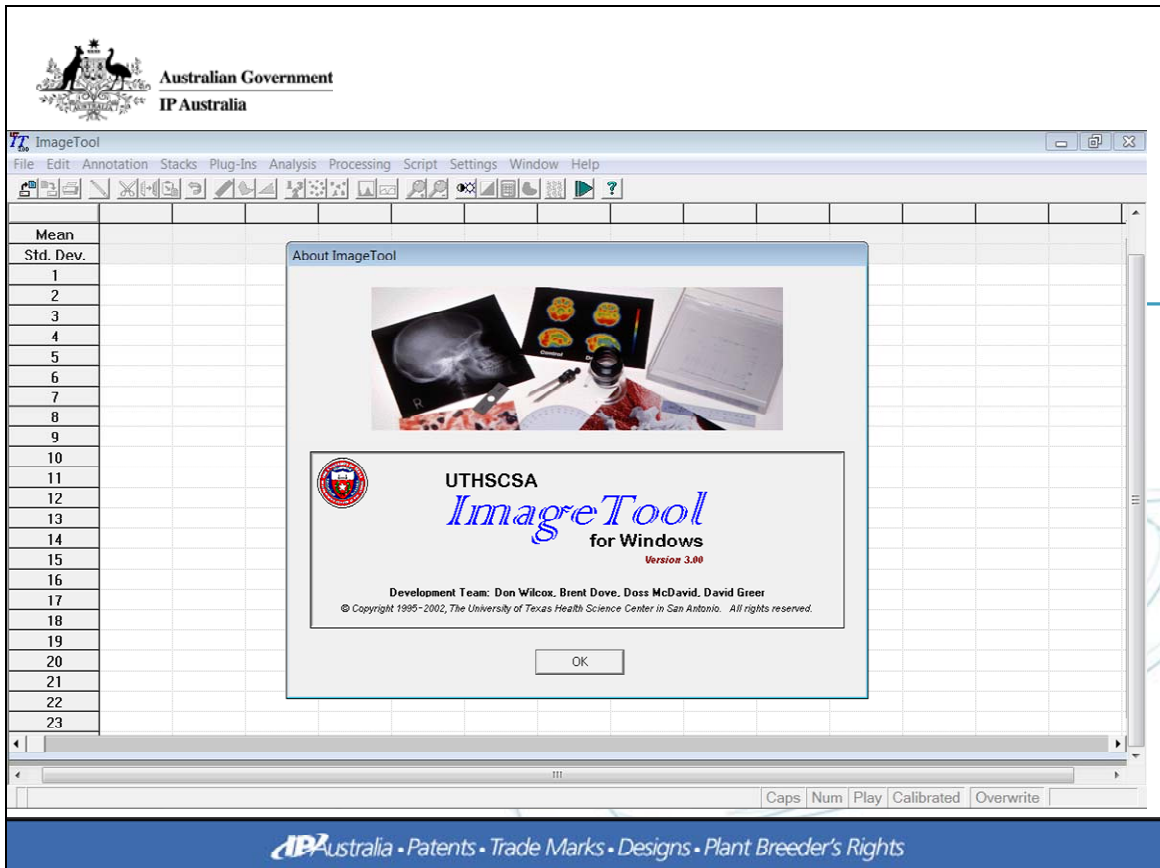 Australian Government
IP Australia
ImageTool
File Edit Annotation Stacks Plug-Ins Analysis Processing Script Settings Window Help
Mean
Std. Dev.
1
2
3
4
5
6
7
8
9
10
11
12
13
14
15
16
17
18
19
20
21
22
23
About ImageTool
Control
R
UTHSCSA
ImageTool
for Windows
Version 3.00
Development Team: Don Wilcox, Brent Dove, Doss McDavid, David Greer
© Copyright 1995-2002, The University of Texas Health Science Center in San Antonio. All rights reserved.
OK
Caps Num Play Calibrated Overwrite
IP Australia • Patents • Trade Marks • Designs • Plant Breeder's Rights